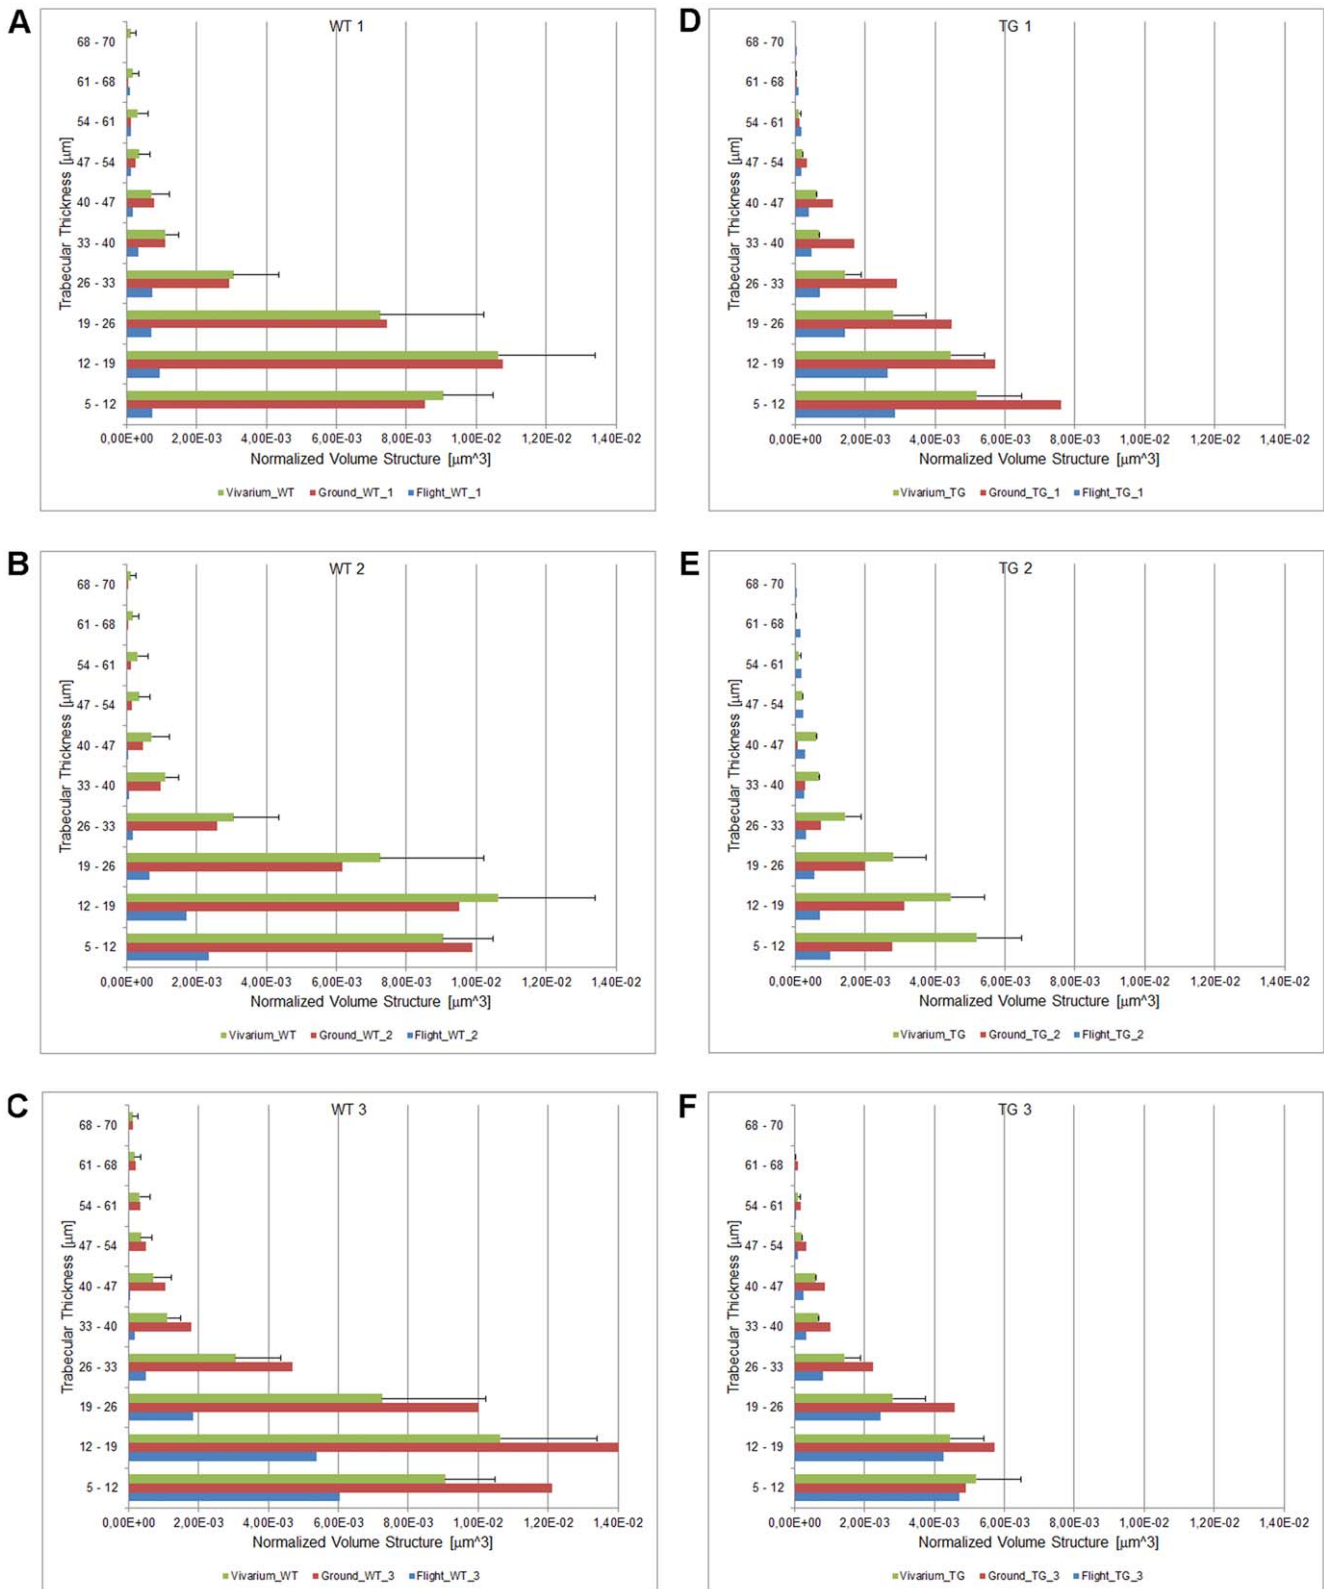 A
WT 1
Trabecular Thickness [µm]
68 - 70
61 - 68
54 - 61
47 - 54
40 - 47
33 - 40
26 - 33
19 - 26
12 - 19
5 - 12
0,00E+00 2,00E-03 4,00E-03 6,00E-03 8,00E-03 1,00E-02 1,20E-02 1,40E-02
Normalized Volume Structure [µm^3]
Vivarium_WT Ground_WT_1 Flight_WT_1
D
TG 1
Trabecular Thickness [µm]
68 - 70
61 - 68
54 - 61
47 - 54
40 - 47
33 - 40
26 - 33
19 - 26
12 - 19
5 - 12
0,00E+00 2,00E-03 4,00E-03 6,00E-03 8,00E-03 1,00E-02 1,20E-02 1,40E-02
Normalized Volume Structure [µm^3]
Vivarium_TG Ground_TG_1 Flight_TG_1
B
WT 2
Trabecular Thickness [µm]
68 - 70
61 - 68
54 - 61
47 - 54
40 - 47
33 - 40
26 - 33
19 - 26
12 - 19
5 - 12
0,00E+00 2,00E-03 4,00E-03 6,00E-03 8,00E-03 1,00E-02 1,20E-02 1,40E-02
Normalized Volume Structure [µm^3]
Vivarium_WT Ground_WT_2 Flight_WT_2
E
TG 2
Trabecular Thickness [µm]
68 - 70
61 - 68
54 - 61
47 - 54
40 - 47
33 - 40
26 - 33
19 - 26
12 - 19
5 - 12
0,00E+00 2,00E-03 4,00E-03 6,00E-03 8,00E-03 1,00E-02 1,20E-02 1,40E-02
Normalized Volume Structure [µm^3]
Vivarium_TG Ground_TG_2 Flight_TG_2
C
WT 3
Trabecular Thickness [µm]
68 - 70
61 - 68
54 - 61
47 - 54
40 - 47
33 - 40
26 - 33
19 - 26
12 - 19
5 - 12
0,00E+00 2,00E-03 4,00E-03 6,00E-03 8,00E-03 1,00E-02 1,20E-02 1,40E-02
Normalized Volume Structure [µm^3]
Vivarium_WT Ground_WT_3 Flight_WT_3
F
TG 3
Trabecular Thickness [µm]
68 - 70
61 - 68
54 - 61
47 - 54
40 - 47
33 - 40
26 - 33
19 - 26
12 - 19
5 - 12
0,00E+00 2,00E-03 4,00E-03 6,00E-03 8,00E-03 1,00E-02 1,20E-02 1,40E-02
Normalized Volume Structure [µm^3]
Vivarium_TG Ground_TG_3 Flight_TG_3